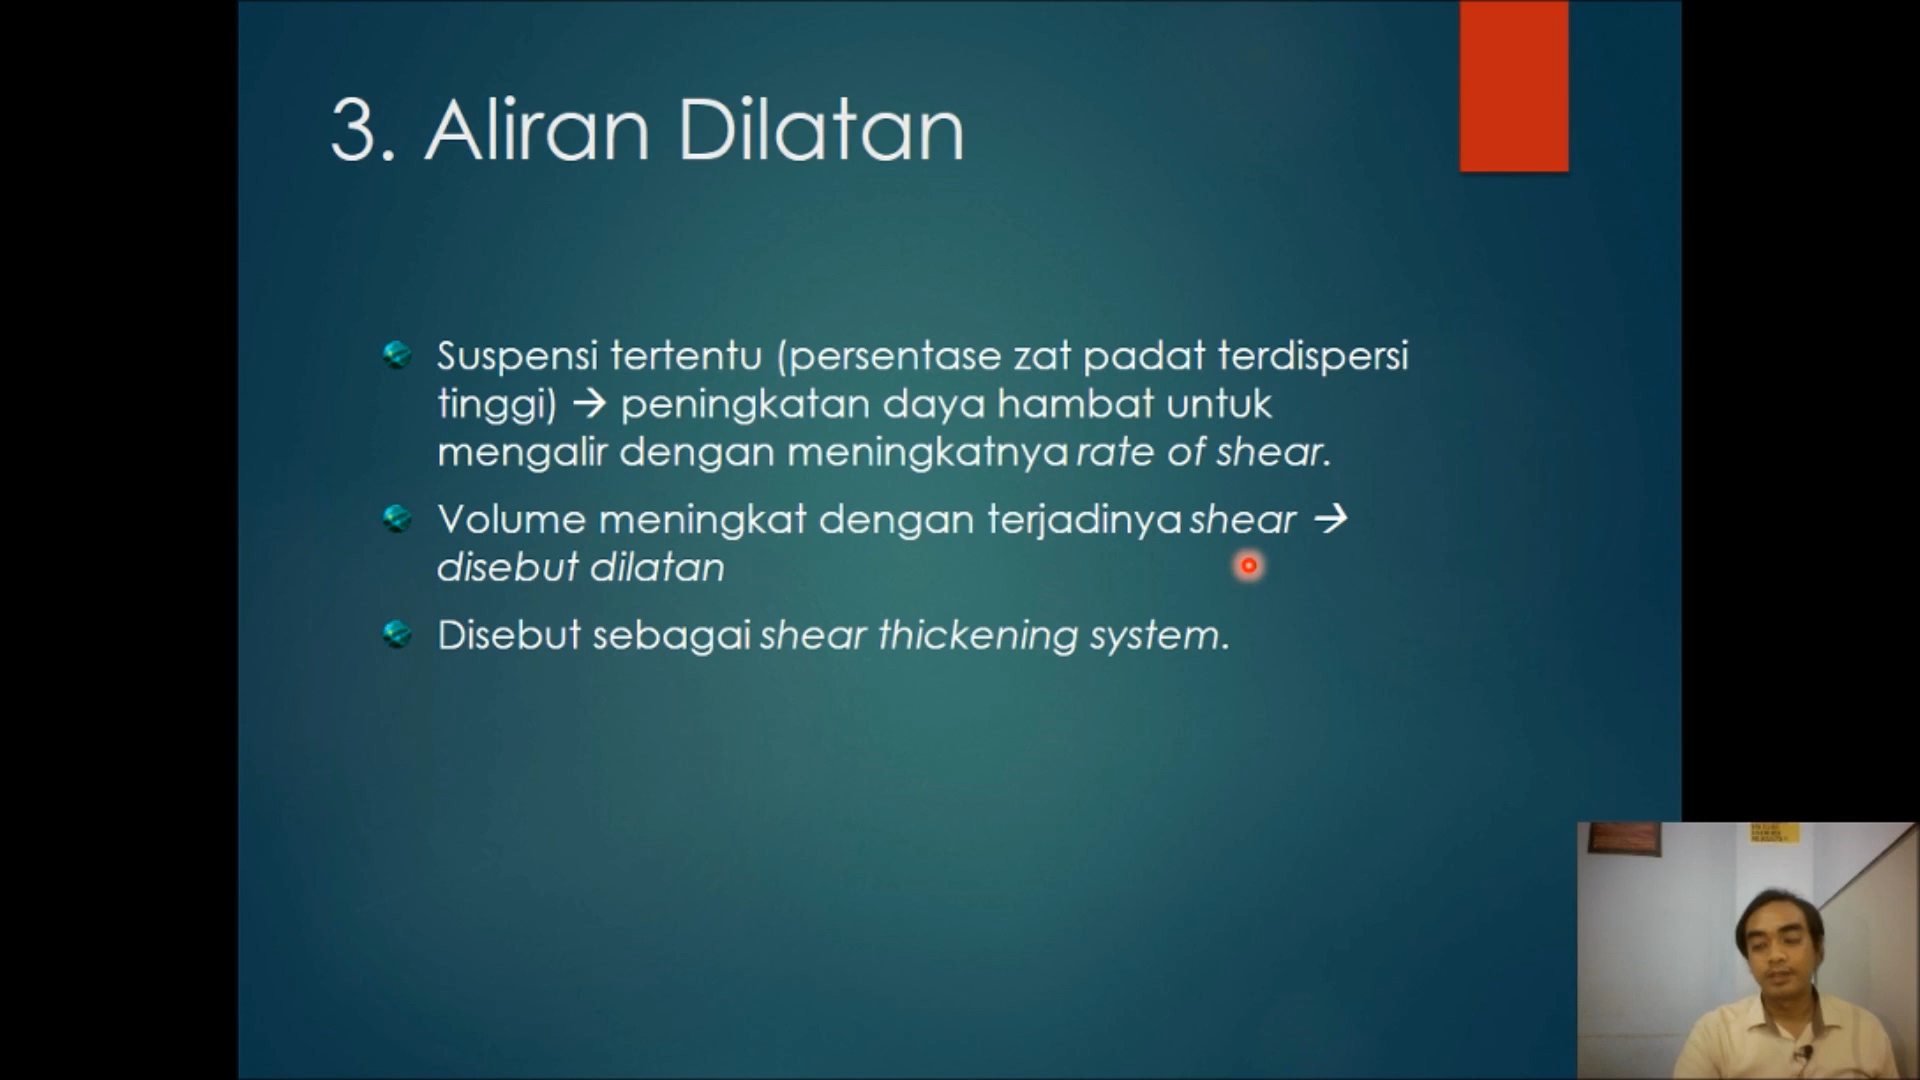 3. Aliran Dilatan
Suspensi tertentu (persentase zat padat terdispersi
tinggi) → peningkatan daya hambat untuk
mengalir dengan meningkatnya rate of shear.
Volume meningkat dengan terjadinya shear →
disebut dilatan
Disebut sebagai shear thickening system.